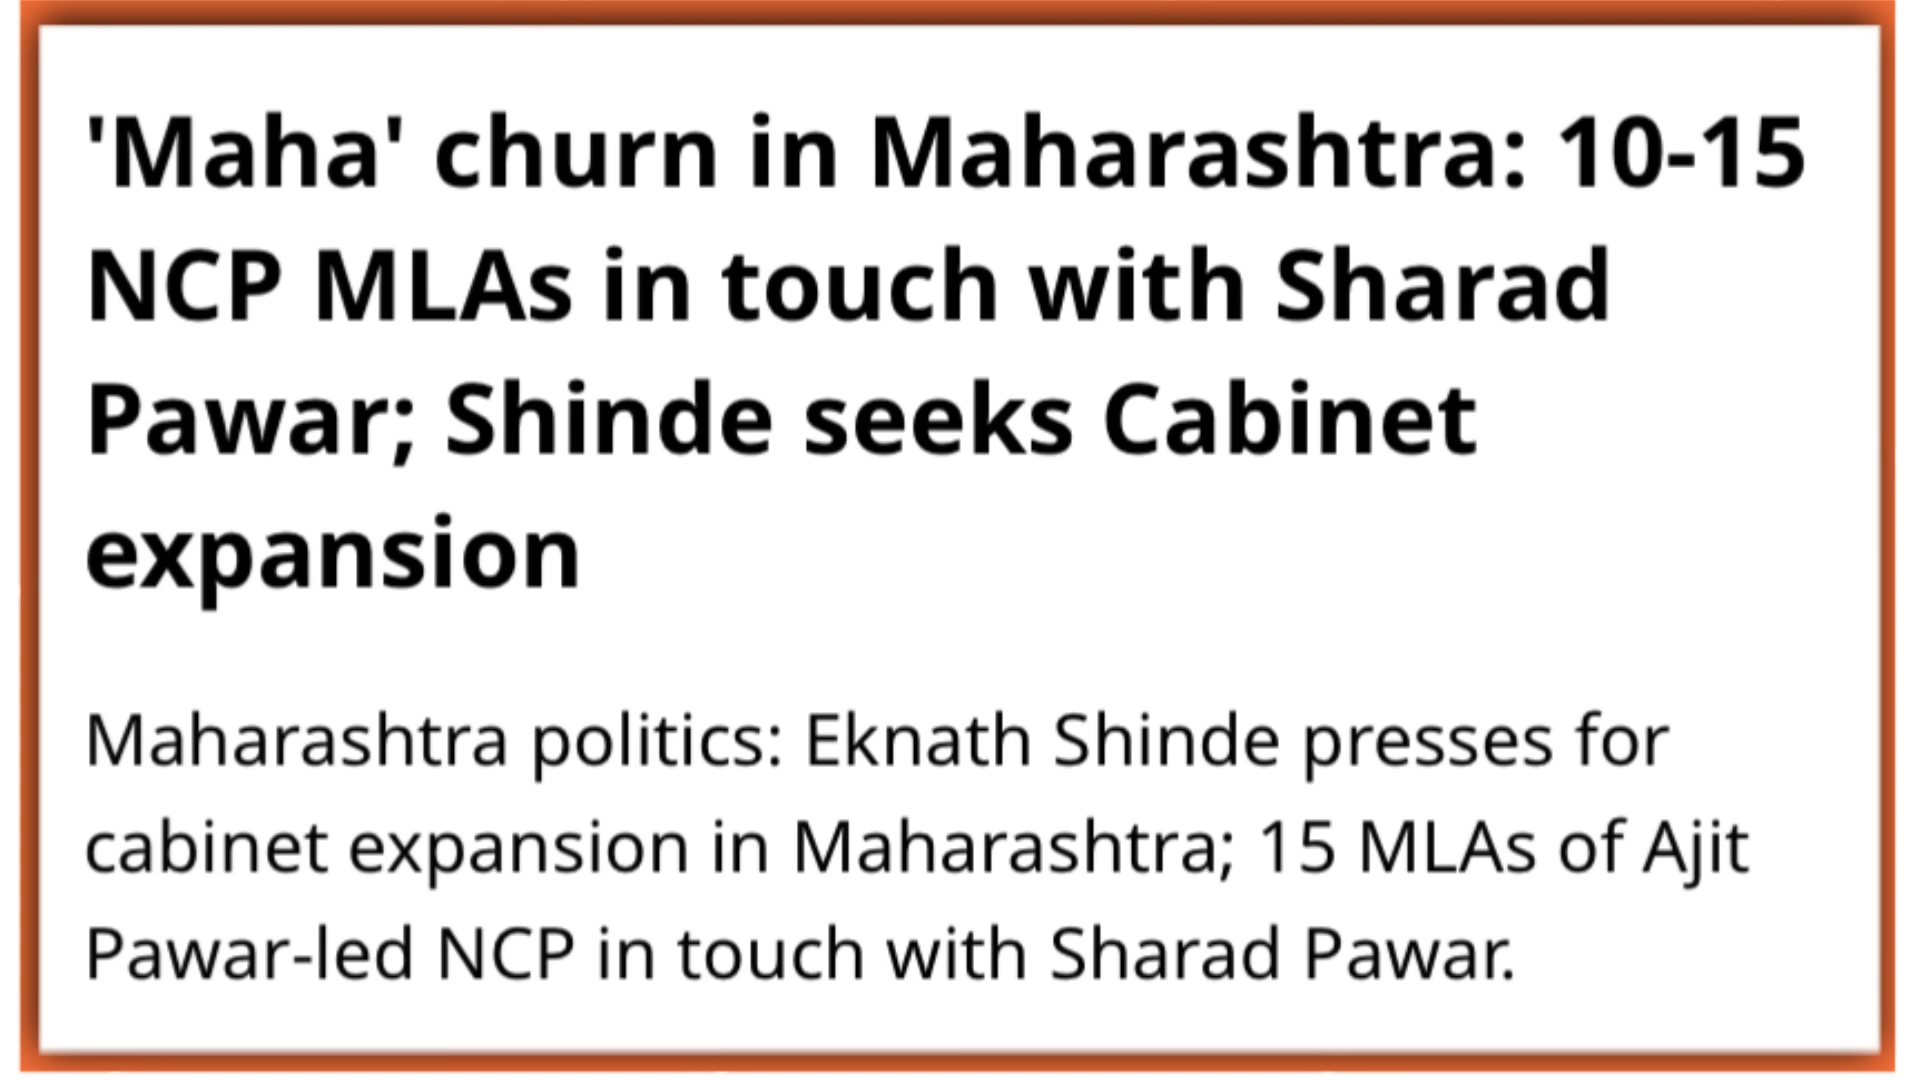 'Maha' churn in Maharashtra: 10-15
NCP MLAs in touch with Sharad
Pawar; Shinde seeks Cabinet
expansion
Maharashtra politics: Eknath Shinde presses for
cabinet expansion in Maharashtra; 15 MLAs of Ajit
Pawar-led NCP in touch with Sharad Pawar.